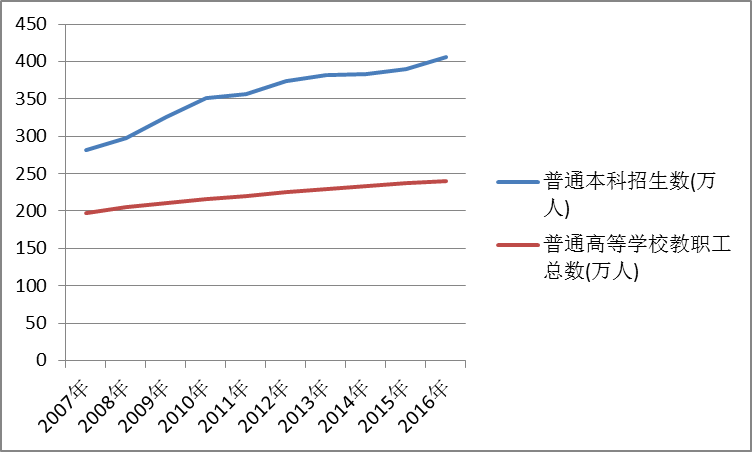 450
400
350
300
250
200
150
100
50
0
2007年
2008年
2009年
2010年
2011年
2012年
2013年
2014年
2015年
2016年
普通本科招生数(万
人)
普通高等学校教职工
总数(万人)